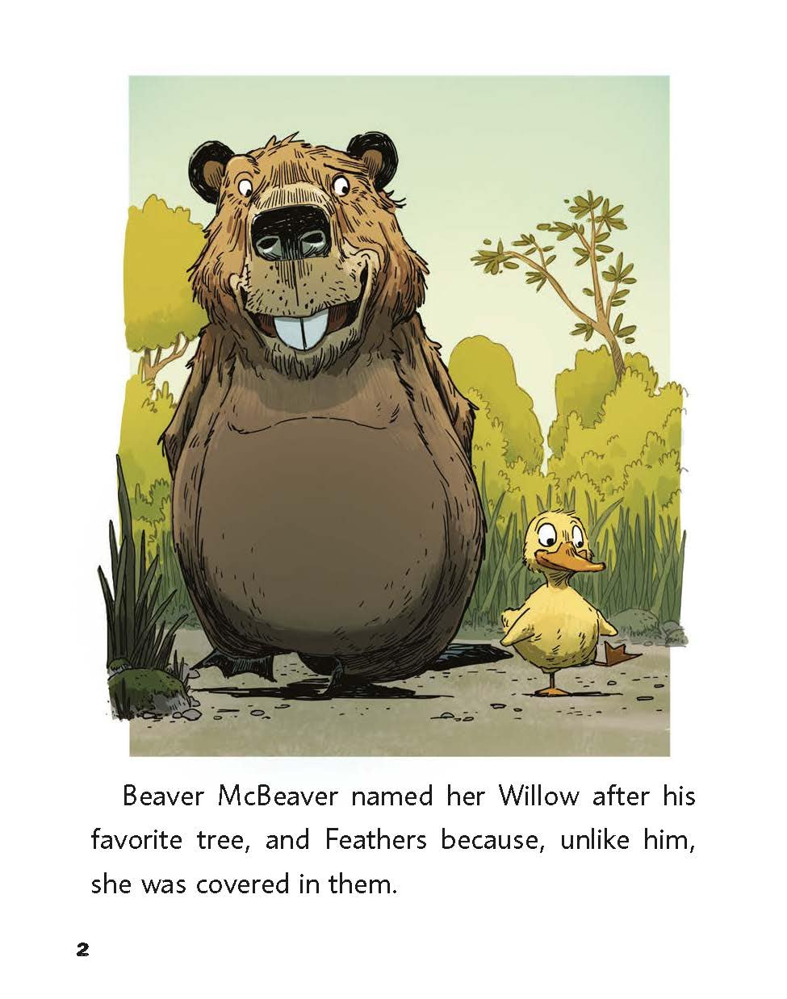 Beaver McBeaver named her Willow after his
favorite tree, and Feathers because, unlike him,
she was covered in them.
2